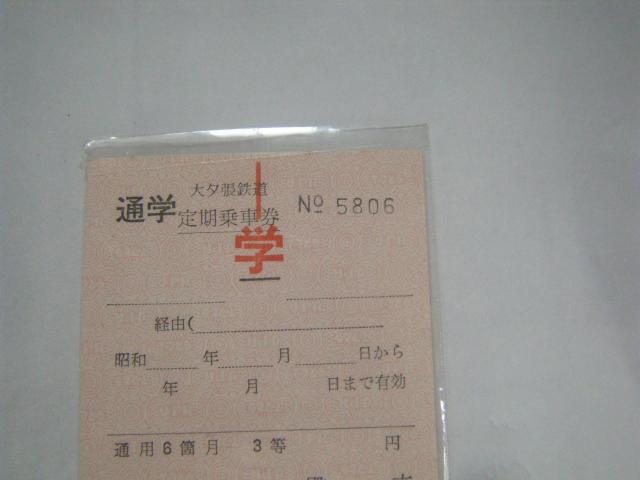 大夕張鉄道
通学定期乗車券 № 5806
学
経由(
昭和 年 月 日から
年 月 日まで有効
通用6箇月 3等 円